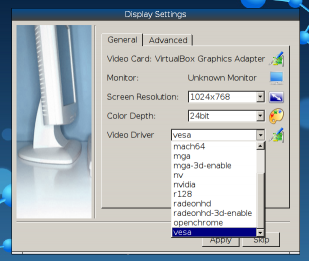 Display Settings
General
Advanced
Video Card: VirtualBox Graphics Adapter
Monitor: Unknown Monitor
Screen Resolution: 1024x768
Color Depth: 24bit
Video Driver vesa
mach64
mga
mga-3d-enable
nv
nvidia
r128
radeonhd
radeonhd-3d-enable
openchrome
vesa
Apply
Skip